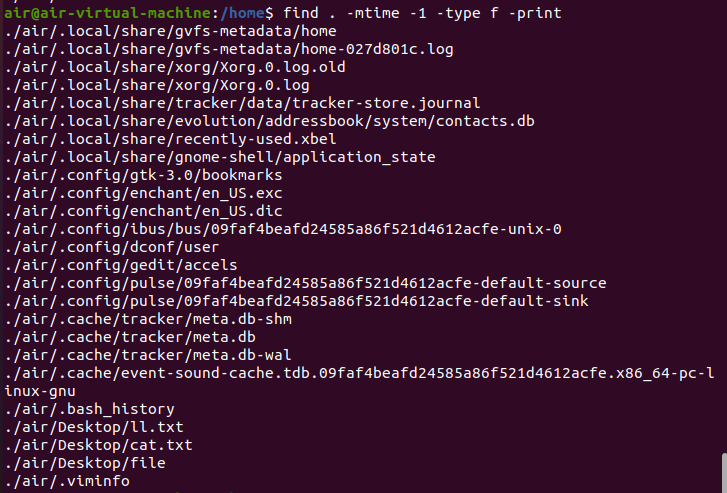 air@air-virtual-machine:/home$ find . -mtime -1 -type f -print
./air/.local/share/gvfs-metadata/home
./air/.local/share/gvfs-metadata/home-027d801c.log
./air/.local/share/xorg/Xorg.0.log.old
./air/.local/share/xorg/Xorg.0.log
./air/.local/share/tracker/data/tracker-store.journal
./air/.local/share/evolution/addressbook/system/contacts.db
./air/.local/share/recently-used.xbel
./air/.local/share/gnome-shell/application_state
./air/.config/gtk-3.0/bookmarks
./air/.config/enchant/en_US.exc
./air/.config/enchant/en_US.dic
./air/.config/ibus/bus/09faf4beafd24585a86f521d4612acfe-unix-0
./air/.config/dconf/user
./air/.config/gedit/accels
./air/.config/pulse/09faf4beafd24585a86f521d4612acfe-default-source
./air/.config/pulse/09faf4beafd24585a86f521d4612acfe-default-sink
./air/.cache/tracker/meta.db-shm
./air/.cache/tracker/meta.db
./air/.cache/tracker/meta.db-wal
./air/.cache/event-sound-cache.tdb.09faf4beafd24585a86f521d4612acfe.x86_64-pc-l
inux-gnu
./air/.bash_history
./air/Desktop/ll.txt
./air/Desktop/cat.txt
./air/Desktop/file
./air/.viminfo